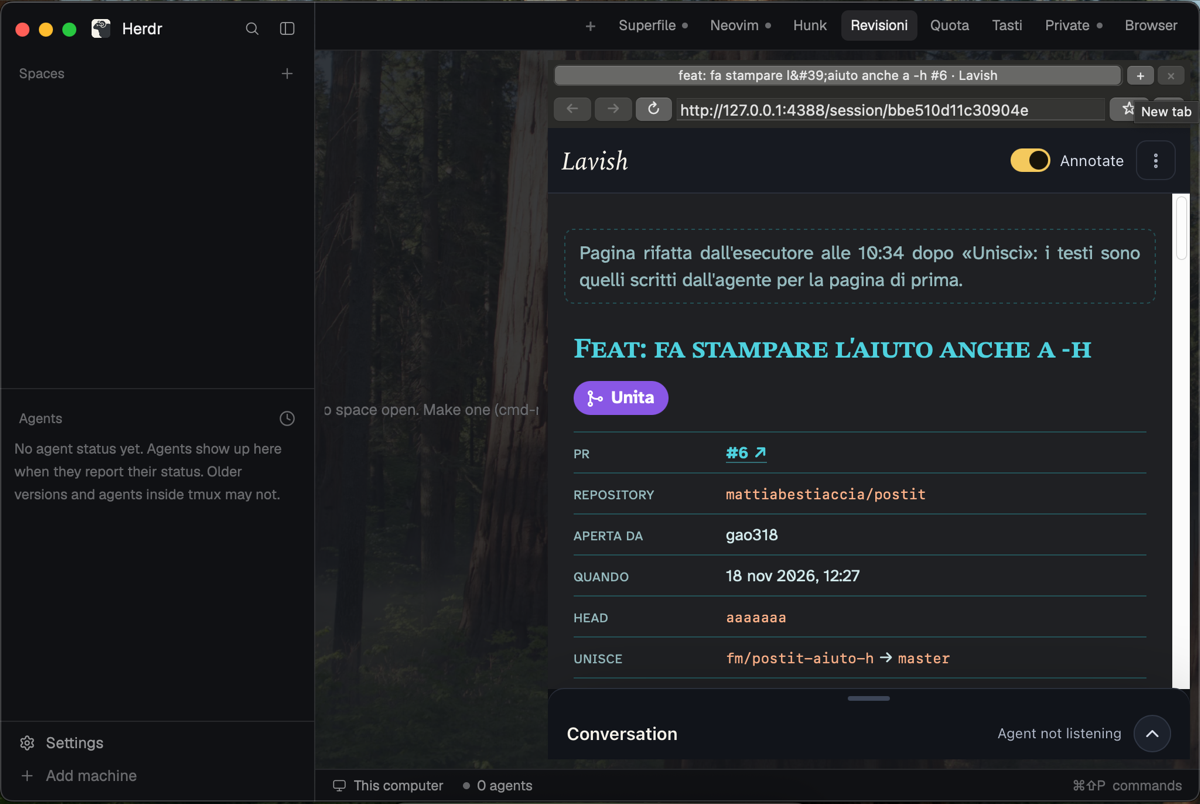 Herdr
+ Superfile Neovim Hunk Revisioni Quota Tasti Private Browser
Spaces
feat: fa stampare l&#39;aiuto anche a -h #6 · Lavish
http://127.0.0.1:4388/session/bbe510d11c30904e
New tab
Lavish
Annotate
Pagina rifatta dall'esecutore alle 10:34 dopo «Unisci»: i testi sono
quelli scritti dall'agente per la pagina di prima.
Feat: fa stampare l'aiuto anche a -h
Unita
PR #6 ↗
REPOSITORY mattiabestiaccia/postit
APERTA DA gao318
QUANDO 18 nov 2026, 12:27
HEAD aaaaaaa
UNISCE fm/postit-aiuto-h → master
o space open. Make one (cmd-
Agents
No agent status yet. Agents show up here
when they report their status. Older
versions and agents inside tmux may not.
Conversation
Agent not listening
Settings
+ Add machine
This computer
0 agents
⌘⇧P commands